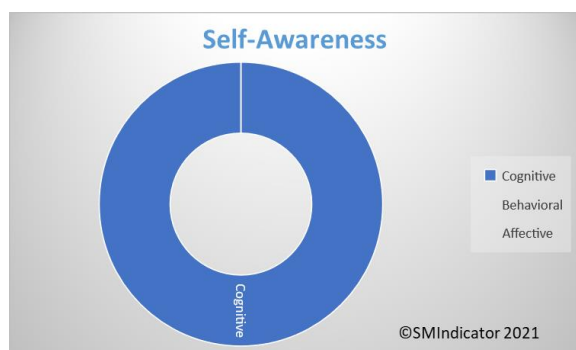 Self-Awareness
Cognitive
Behavioral
Affective
Cognitive
©SMIndicator 2021